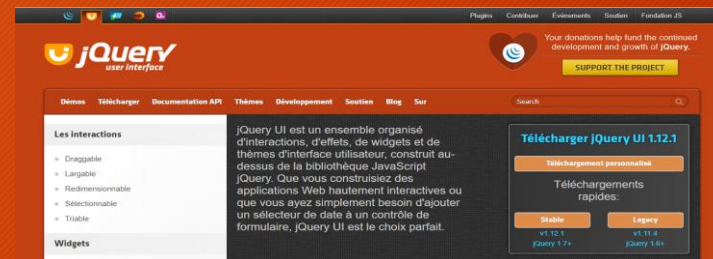 Plugins Contribuer Evénements Soutien Fondation JS
jQuery
user interface
Your donations help fund the continued
development and growth of jQuery.
SUPPORT THE PROJECT
Démos Télécharger Documentation API Thèmes Développement Soutien Blog Sur
Search
Les interactions
Draggable
Largable
Redimensionnable
Sélectionnable
Triable
Widgets
jQuery UI est un ensemble organisé
d'interactions, d'effets, de widgets et de
thèmes d'interface utilisateur, construit au-
dessus de la bibliothèque JavaScript
jQuery. Que vous construisiez des
applications Web hautement interactives ou
que vous ayez simplement besoin d'ajouter
un sélecteur de date à un contrôle de
formulaire, jQuery UI est le choix parfait.
Télécharger jQuery UI 1.12.1
Téléchargement personnalisé
Téléchargements
rapides:
Stable Legacy
v1.12.1 v1.11.4
jQuery 1.7+ jQuery 1.6+